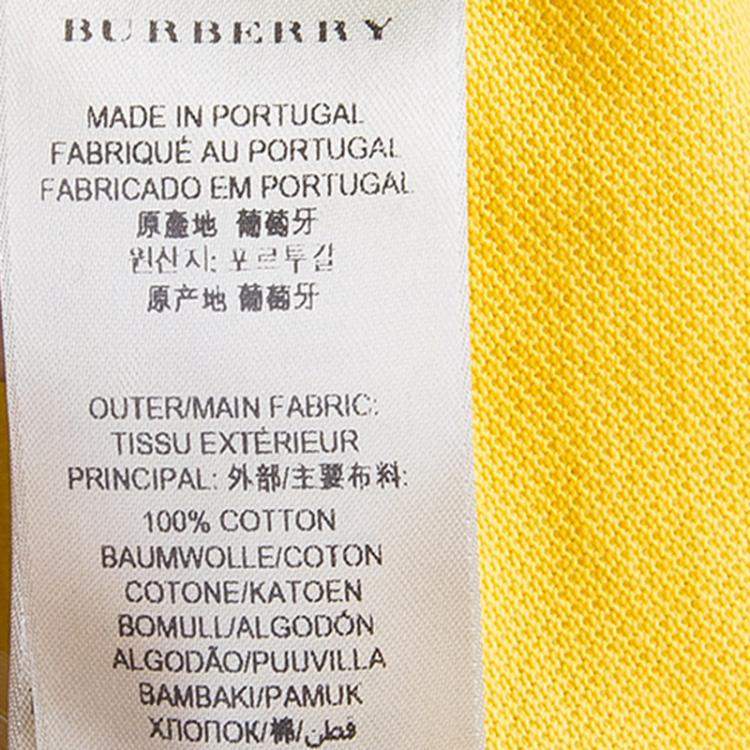 BURBERRY
MADE IN PORTUGAL
FABRIQUÉ AU PORTUGAL
FABRICADO EM PORTUGAL
原產地 葡萄牙
원산지: 포르투갈
原产地 葡萄牙
OUTER/MAIN FABRIC:
TISSU EXTÉRIEUR
PRINCIPAL: 外部/主要布料:
100% COTTON
BAUMWOLLE/COTON
COTONE/KATOEN
BOMULL/ALGODÓN
ALGODÃO/PUUVILLA
BAMBAKI/PAMUK
ХЛОПОК/棉/قطن